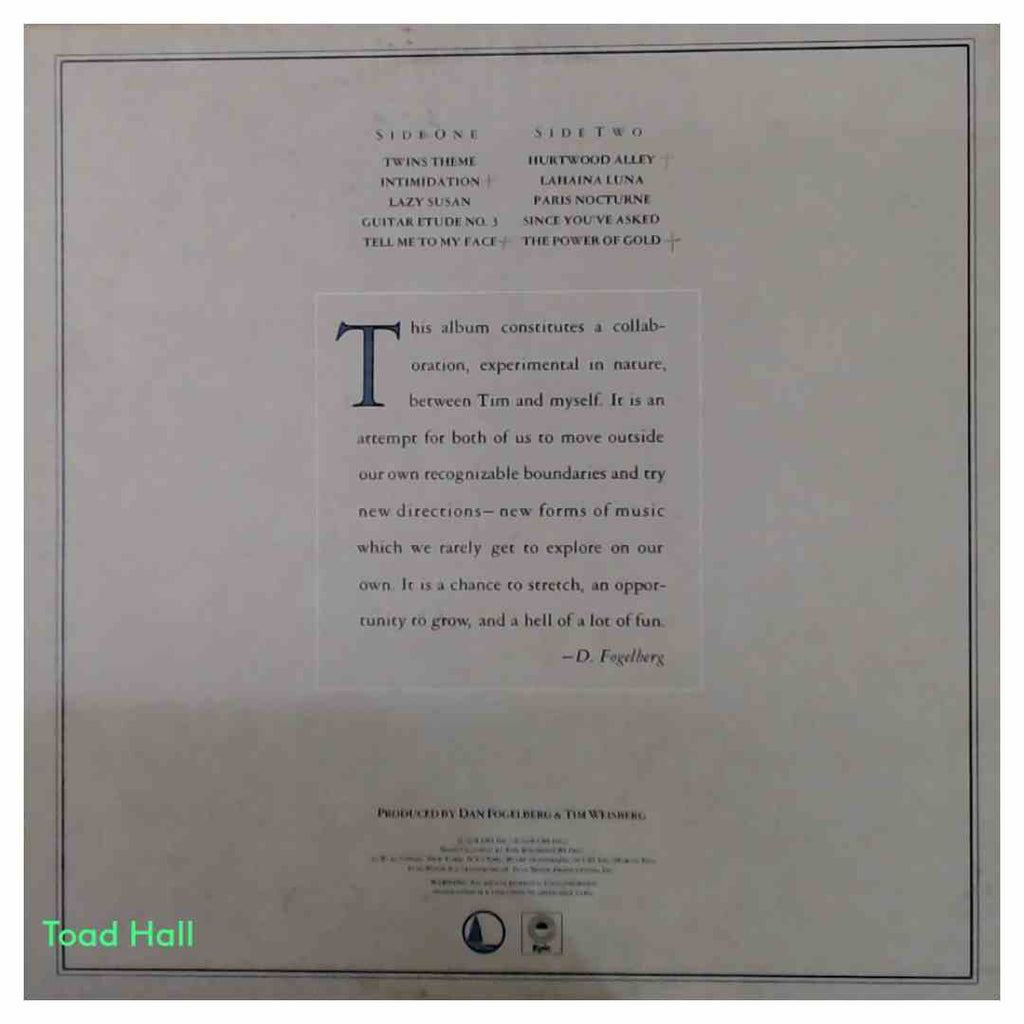 SIDE ONE
TWINS THEME
INTIMIDATION
LAZY SUSAN
GUITAR ETUDE NO. 3
TELL ME TO MY FACE
SIDE TWO
HURTWOOD ALLEY
LAHAINA LUNA
PARIS NOCTURNE
SINCE YOU'VE ASKED
THE POWER OF GOLD
This album constitutes a collab-
oration, experimental in nature,
between Tim and myself. It is an
attempt for both of us to move outside
our own recognizable boundaries and try
new directions— new forms of music
which we rarely get to explore on our
own. It is a chance to stretch, an oppor-
tunity to grow, and a hell of a lot of fun.
—D. Fogelberg
PRODUCED BY DAN FOGELBERG & TIM WEISBERG
Epic
Toad Hall